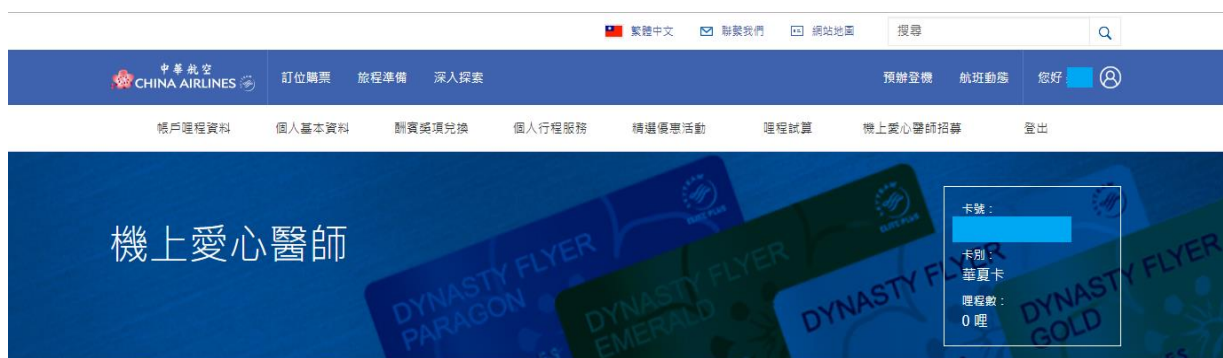 繁體中文 聯繫我們 網站地圖 搜尋
中華航空
CHINA AIRLINES 訂位購票 旅程準備 深入探索 預辦登機 航班動態 您好
帳戶哩程資料 個人基本資料 酬賓獎項兌換 個人行程服務 精選優惠活動 哩程試算 機上愛心醫師招募 登出
機上愛心醫師
卡號：
卡別：
華夏卡
哩程數：
0 哩
DYNASTY FLYER
PARAGON
ELITE PLUS
DYNASTY FLYER
EMERALD
ELITE PLUS
DYNASTY FLYER
DYNASTY FLYER
GOLD